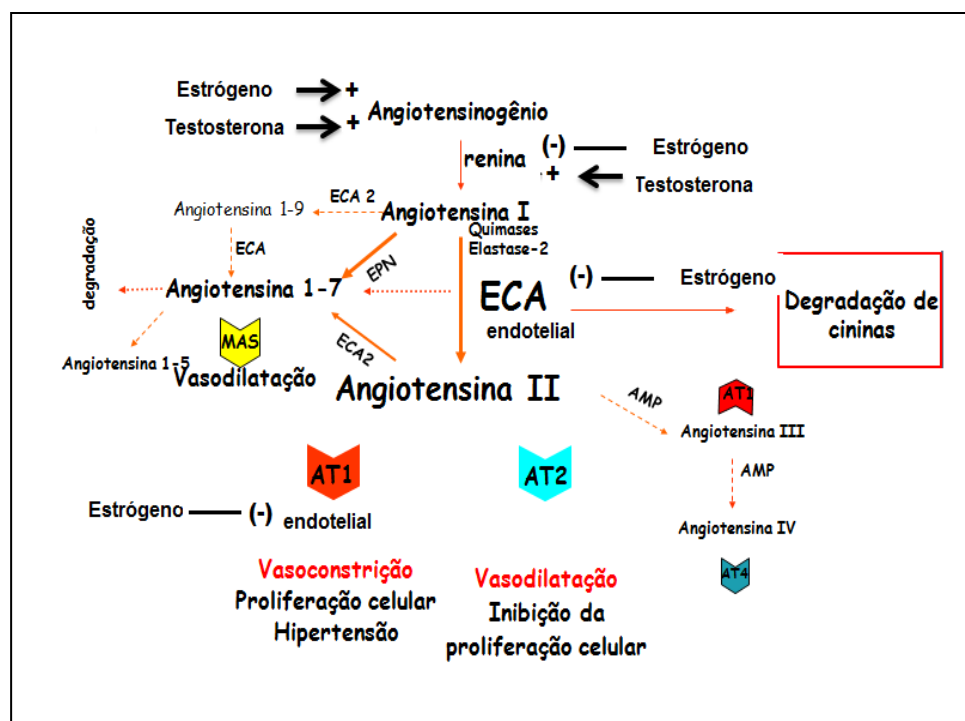 Estrógeno +
Testosterona +
Angiotensinogênio
renina
(-) Estrógeno
+ Testosterona
Angiotensina 1-9
ECA 2
Angiotensina I
Quimases
Elastase-2
ECA
EPN
degradação
Angiotensina 1-7
ECA
endotelial
(-) Estrógeno
Degradação de
cininas
MAS
ECA2
Angiotensina 1-5
Vasodilatação
Angiotensina II
AMP
AT1
Angiotensina III
AMP
Angiotensina IV
AT4
AT1
AT2
Estrógeno (-) endotelial
Vasoconstrição
Proliferação celular
Hipertensão
Vasodilatação
Inibição da
proliferação celular